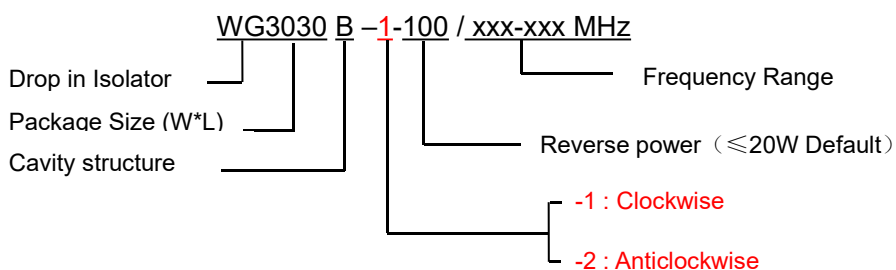 WG3030 B –1-100 / xxx-xxx MHz
Drop in Isolator
Frequency Range
Package Size (W*L)
Reverse power（≤20W Default）
Cavity structure
-1 : Clockwise
-2 : Anticlockwise